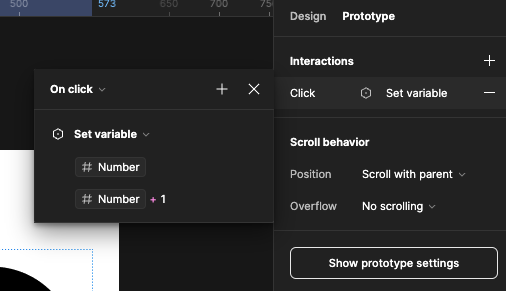 500 573 650 700 750
Design Prototype
Interactions
Click Set variable
On click
Set variable
# Number
# Number + 1
Scroll behavior
Position Scroll with parent
Overflow No scrolling
Show prototype settings